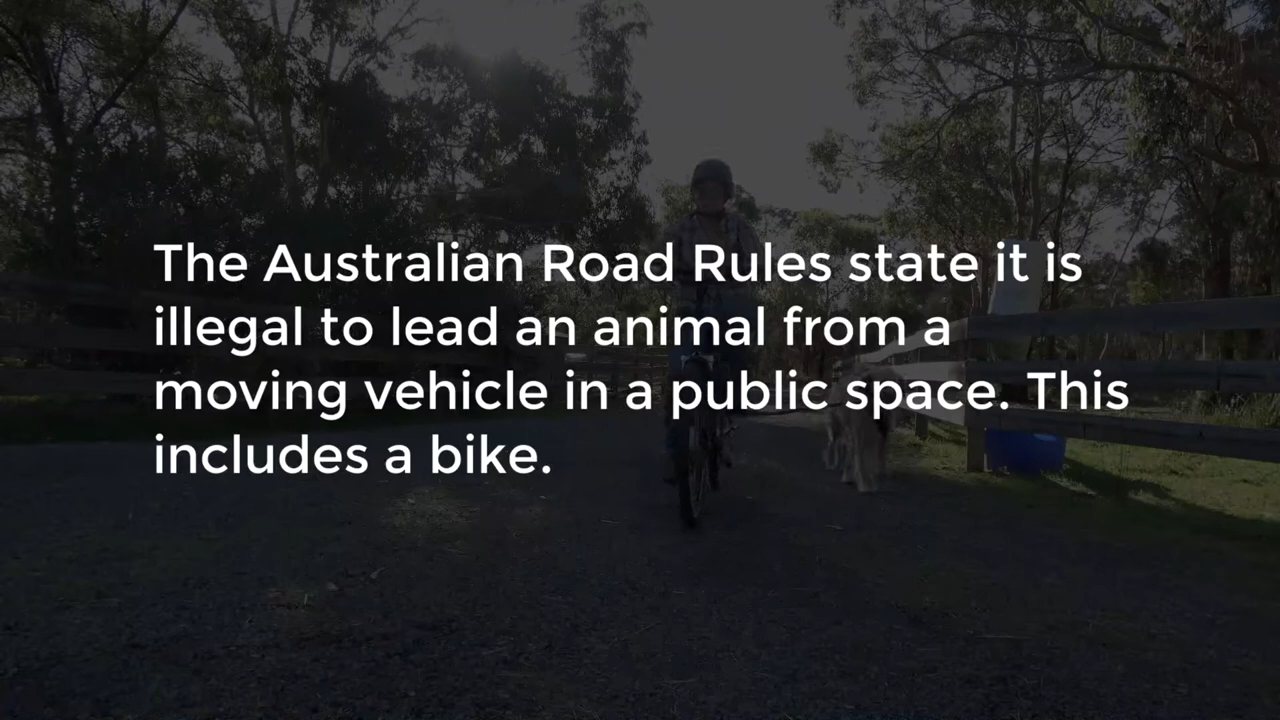 The Australian Road Rules state it is
illegal to lead an animal from a
moving vehicle in a public space. This
includes a bike.